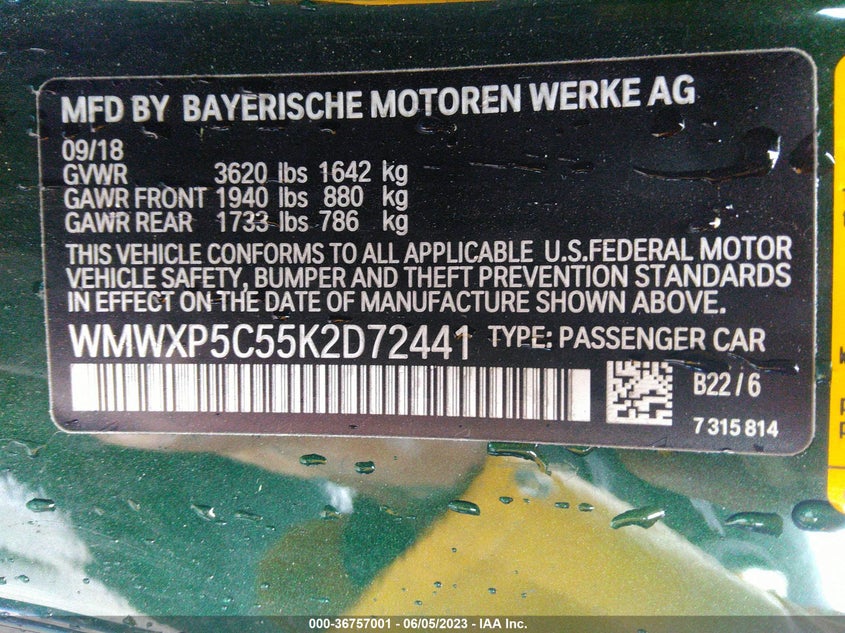 MFD BY BAYERISCHE MOTOREN WERKE AG
09/18
GVWR 3620 lbs 1642 kg
GAWR FRONT 1940 lbs 880 kg
GAWR REAR 1733 lbs 786 kg
THIS VEHICLE CONFORMS TO ALL APPLICABLE U.S.FEDERAL MOTOR
VEHICLE SAFETY, BUMPER AND THEFT PREVENTION STANDARDS
IN EFFECT ON THE DATE OF MANUFACTURE SHOWN ABOVE.
WMWXP5C55K2D72441 TYPE: PASSENGER CAR
B22/6
7 315 814
000-36757001 - 06/05/2023 - IAA Inc.